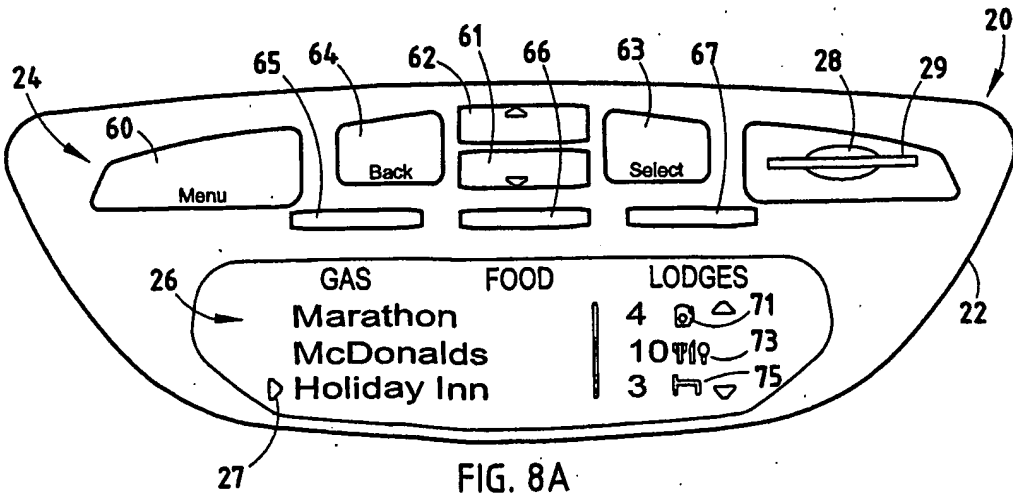 20
61
62
64
66
63
67
28
29
65
24
60
Back
Select
Menu
GAS FOOD LODGES
26
Marathon 4 71
22
McDonalds 10 73
Holiday Inn 3 75
27
FIG. 8A